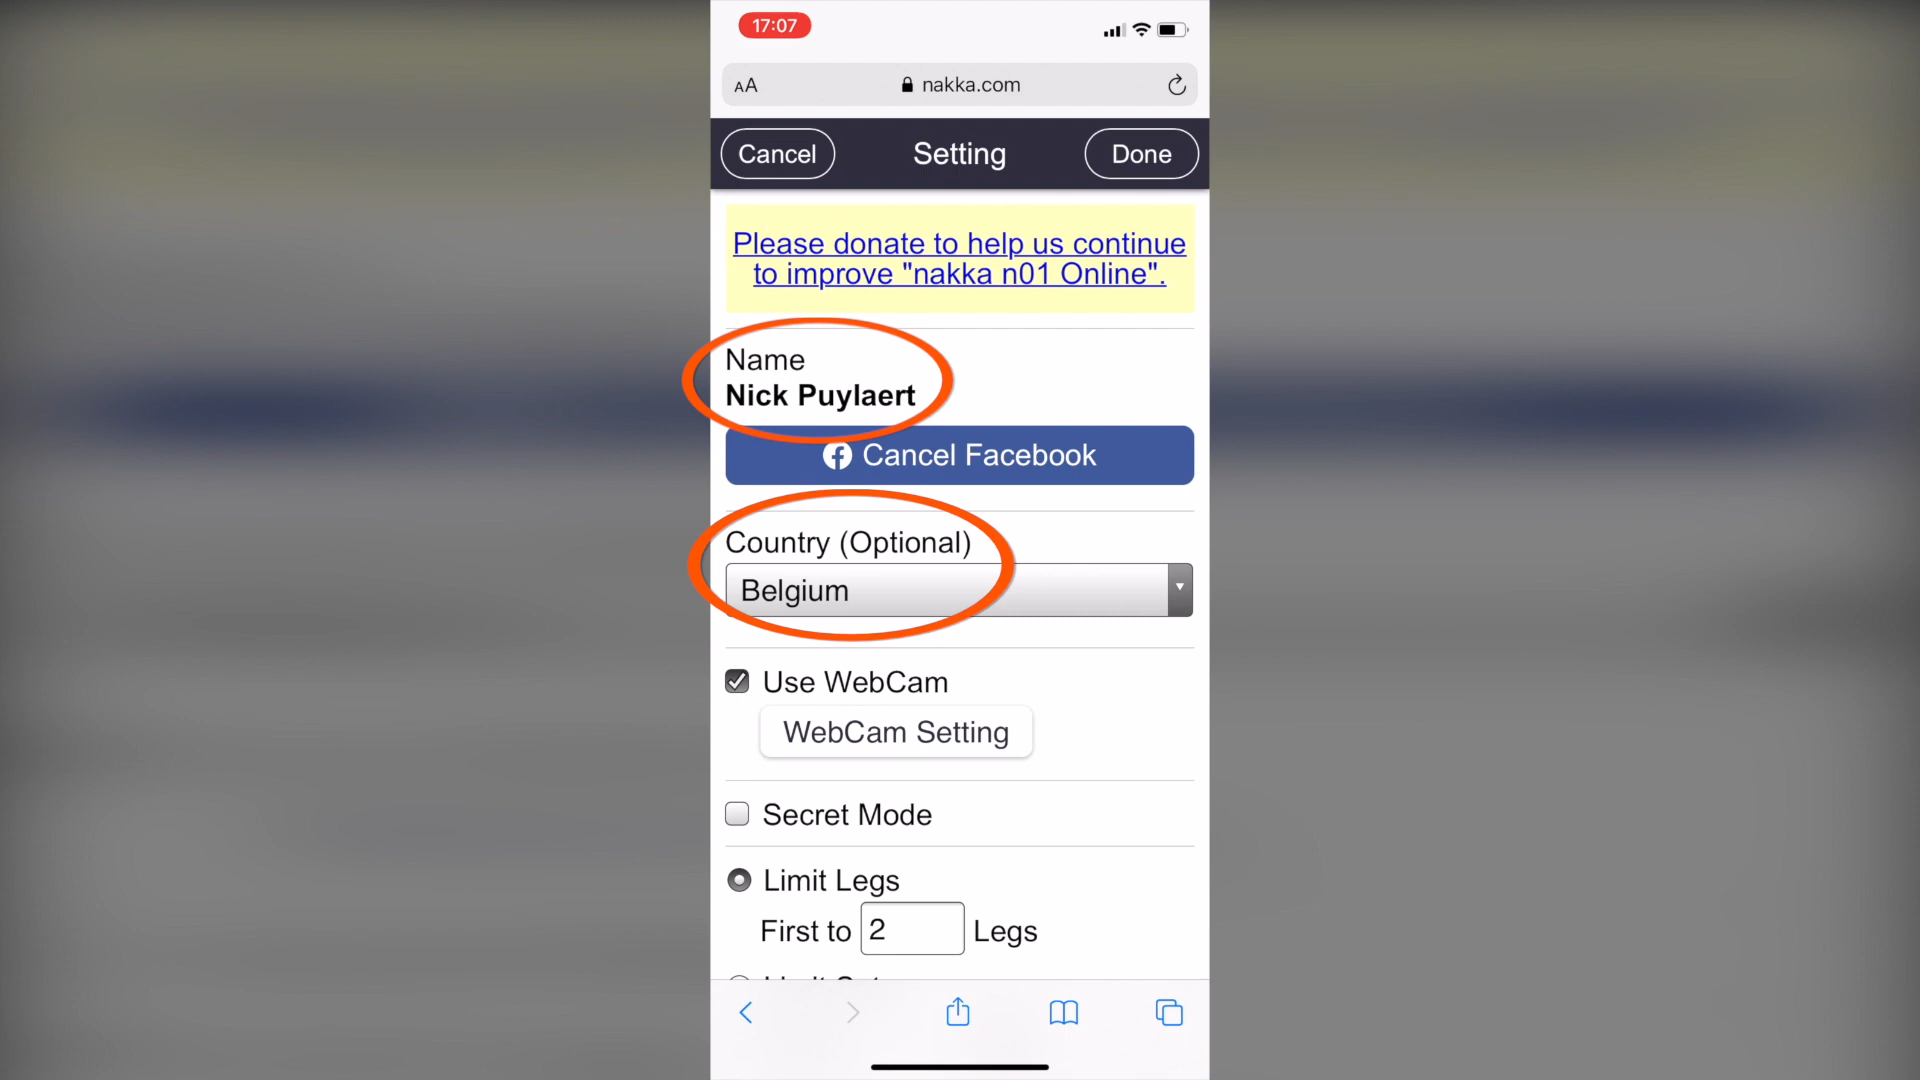 17:07
AA
nakka.com
Cancel
Setting
Done
Please donate to help us continue
to improve "nakka n01 Online".
Name
Nick Puylaert
Cancel Facebook
Country (Optional)
Belgium
Use WebCam
WebCam Setting
Secret Mode
Limit Legs
First to 2 Legs